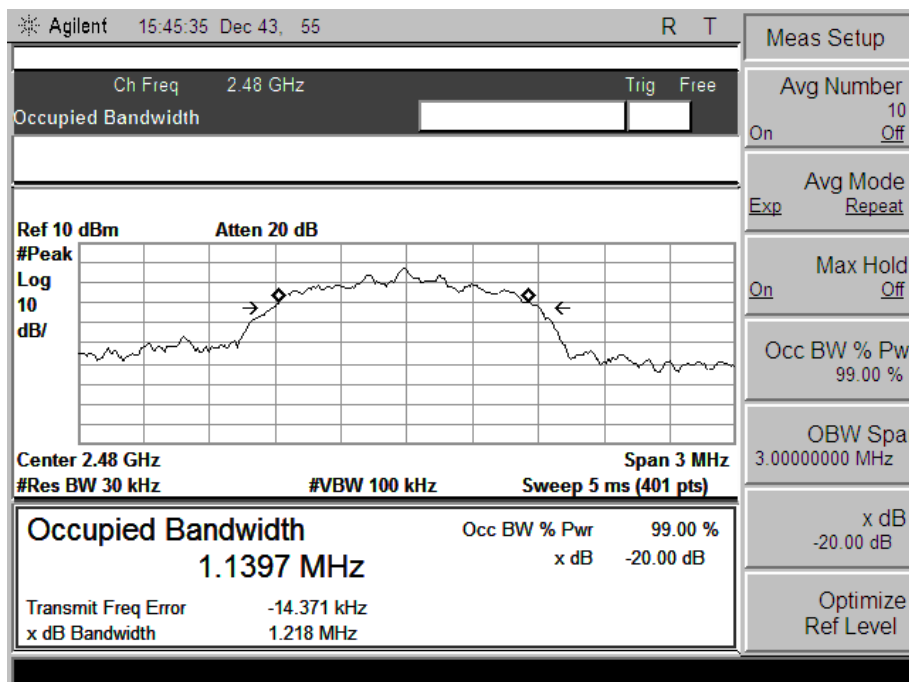 Agilent 15:45:35 Dec 43, 55 R T
Ch Freq 2.48 GHz Trig Free
Occupied Bandwidth
Ref 10 dBm Atten 20 dB
#Peak
Log
10
dB/
Center 2.48 GHz Span 3 MHz
#Res BW 30 kHz #VBW 100 kHz Sweep 5 ms (401 pts)
Occupied Bandwidth Occ BW % Pwr 99.00 %
1.1397 MHz x dB -20.00 dB
Transmit Freq Error -14.371 kHz
x dB Bandwidth 1.218 MHz
Meas Setup
Avg Number
10
On Off
Avg Mode
Exp Repeat
Max Hold
On Off
Occ BW % Pw
99.00 %
OBW Spa
3.00000000 MHz
x dB
-20.00 dB
Optimize
Ref Level